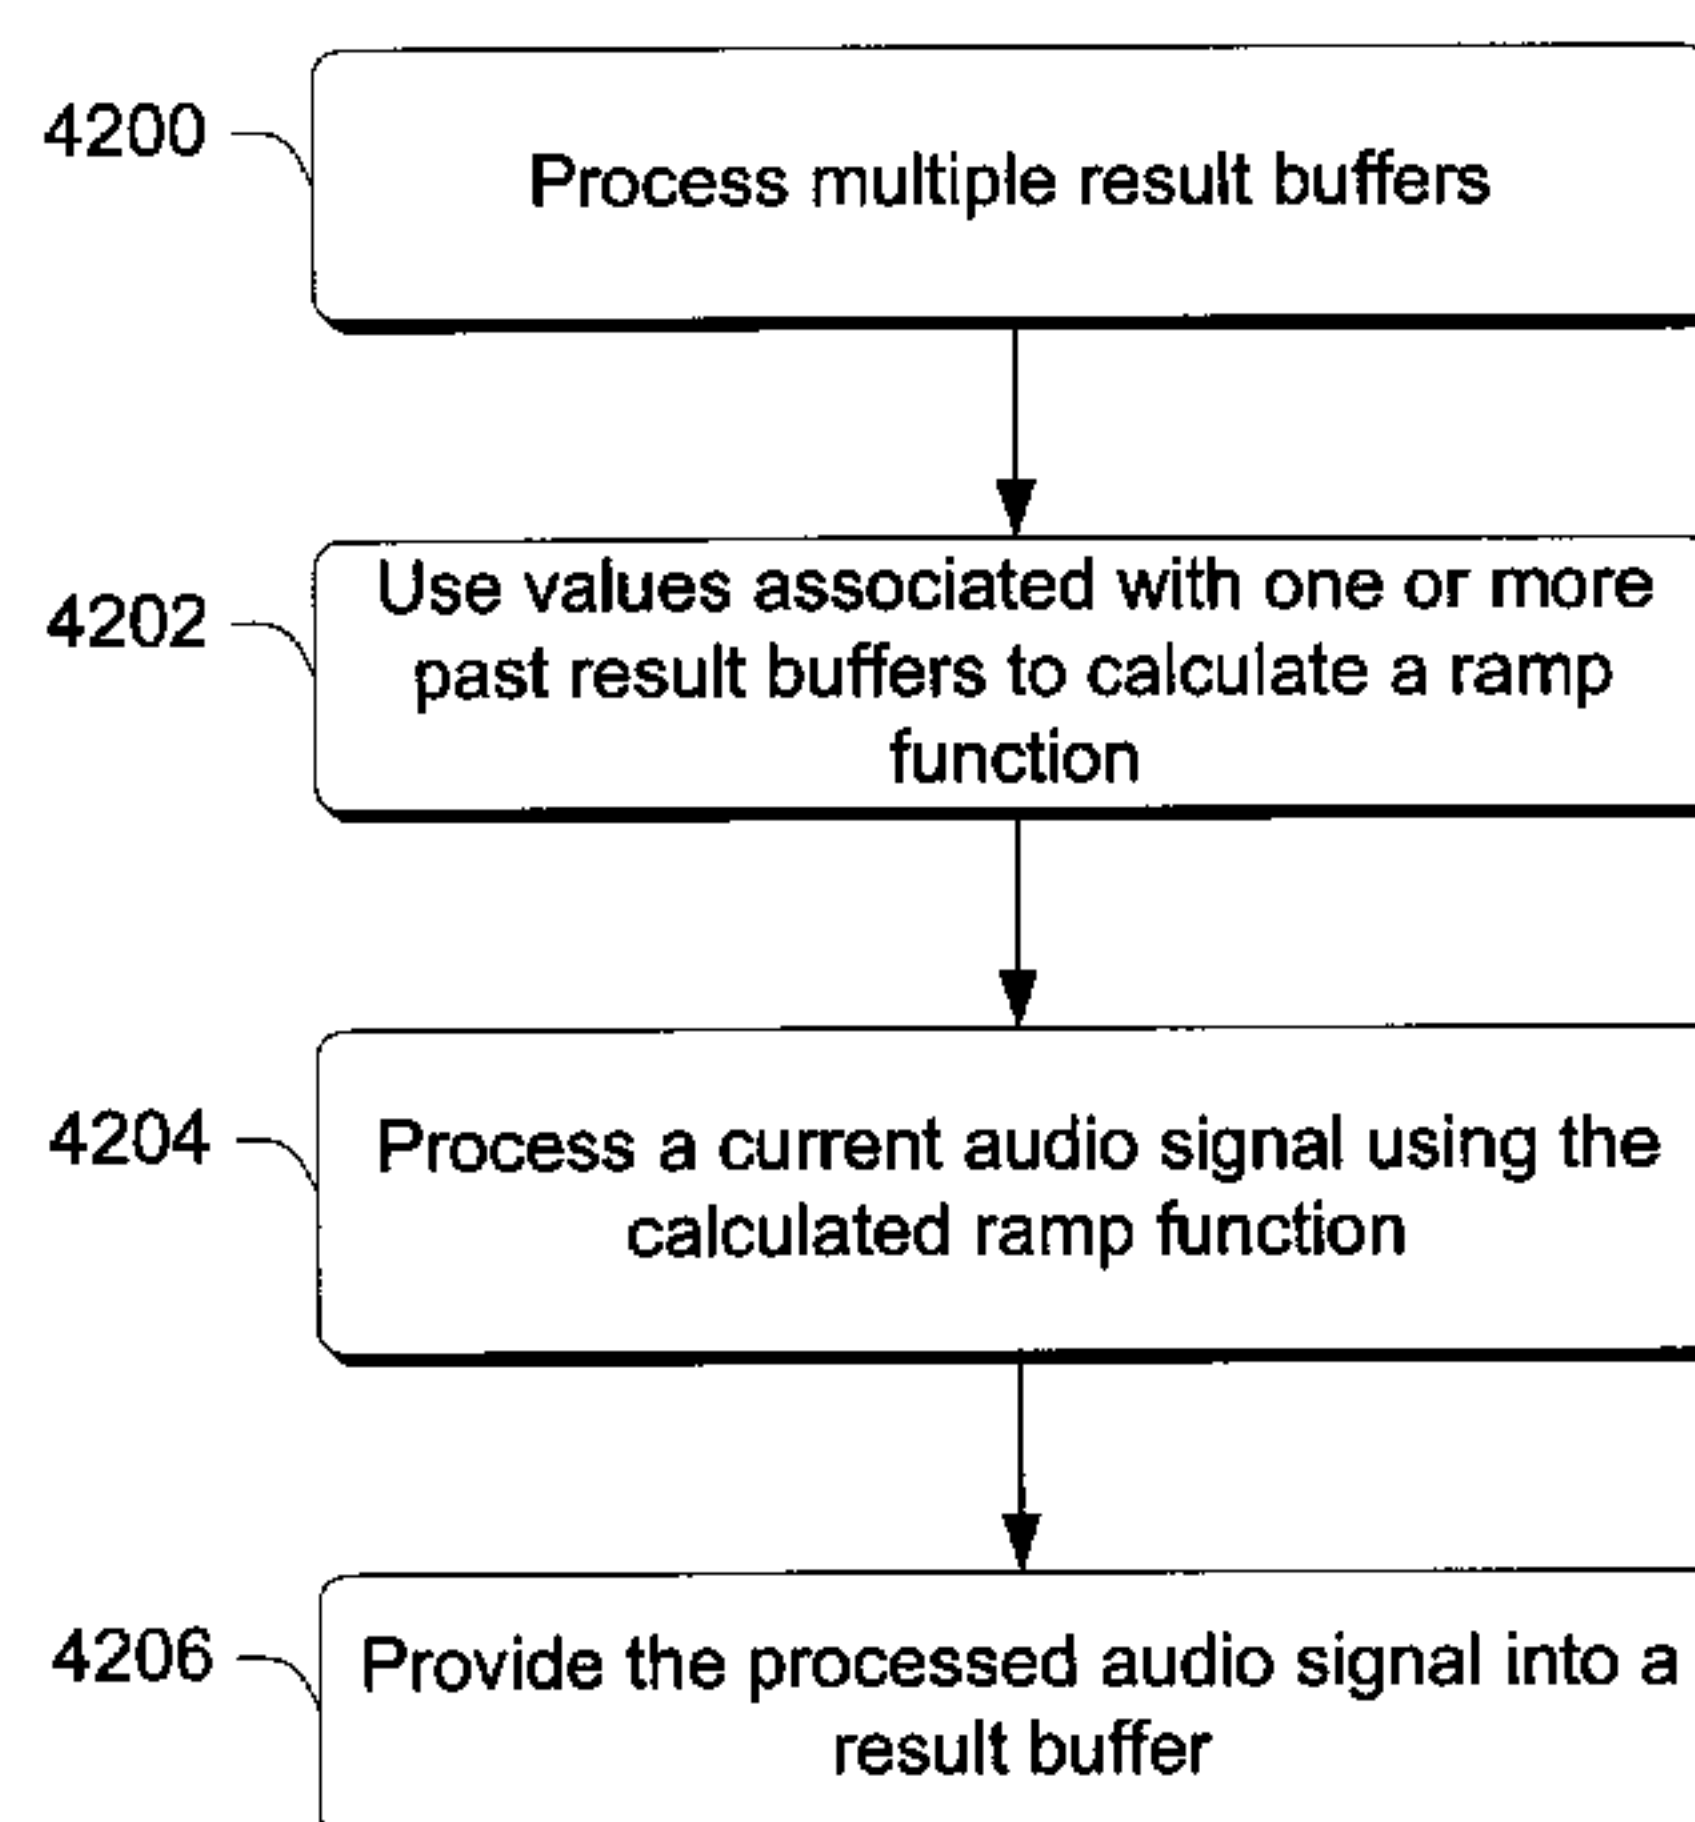 4200
Process multiple result buffers
4202
Use values associated with one or more
past result buffers to calculate a ramp
function
4204
Process a current audio signal using the
calculated ramp function
4206
Provide the processed audio signal into a
result buffer